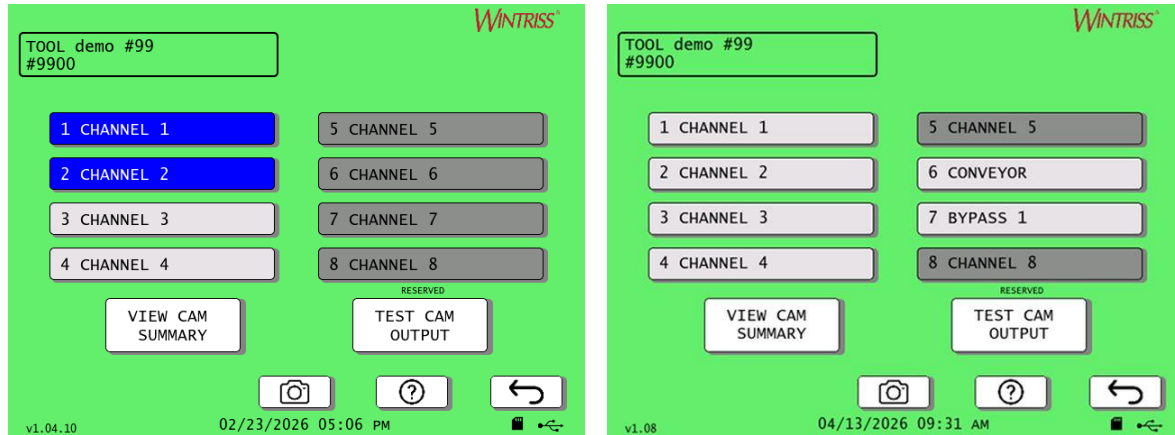 WINTRISS
TOOL demo #99
#9900
1 CHANNEL 1
5 CHANNEL 5
2 CHANNEL 2
6 CHANNEL 6
3 CHANNEL 3
7 CHANNEL 7
4 CHANNEL 4
8 CHANNEL 8
RESERVED
VIEW CAM
SUMMARY
TEST CAM
OUTPUT
v1.04.10
02/23/2026 05:06 PM
WINTRISS
TOOL demo #99
#9900
1 CHANNEL 1
5 CHANNEL 5
2 CHANNEL 2
6 CONVEYOR
3 CHANNEL 3
7 BYPASS 1
4 CHANNEL 4
8 CHANNEL 8
RESERVED
VIEW CAM
SUMMARY
TEST CAM
OUTPUT
v1.08
04/13/2026 09:31 AM